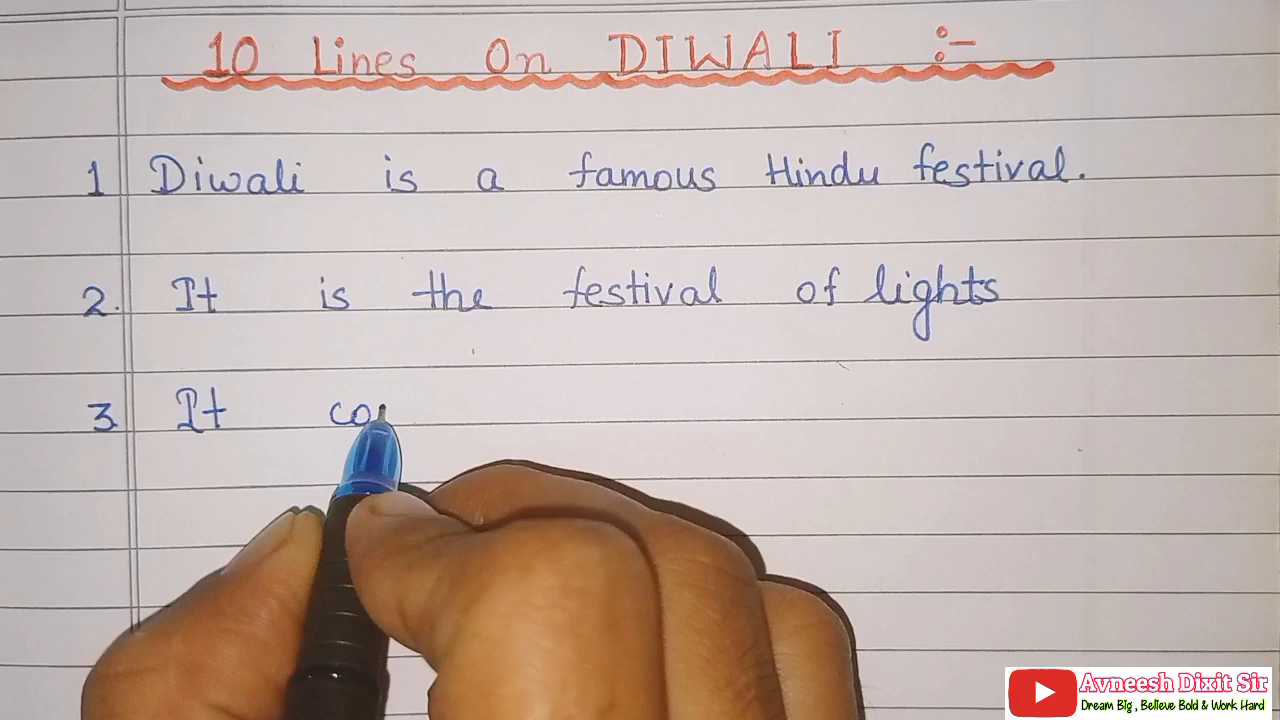 10 Lines On DIWALI :-
1 Diwali is a famous Hindu festival.
2. It is the festival of lights
3 It co
Avneesh Dixit Sir
Dream Big , Believe Bold & Work Hard